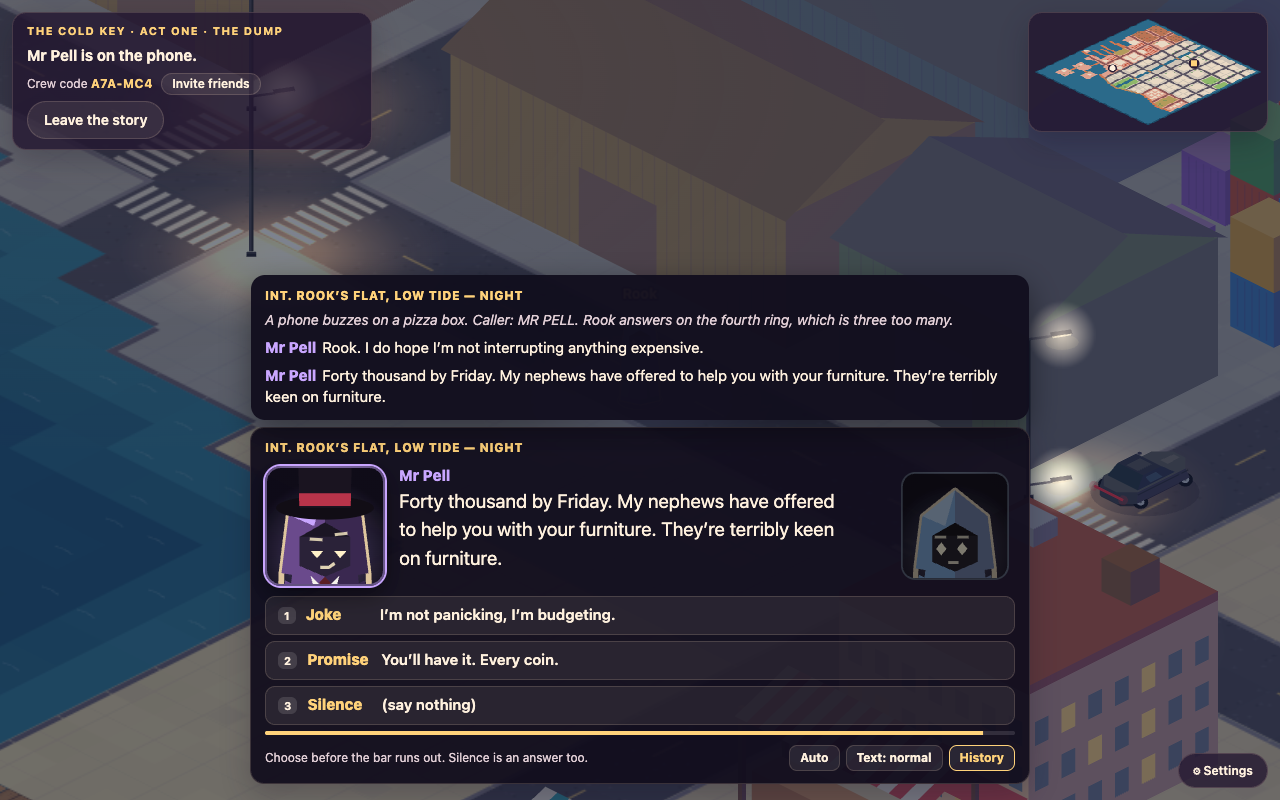 THE COLD KEY · ACT ONE · THE DUMP
Mr Pell is on the phone.
Crew code A7A-MC4 Invite friends
Leave the story
INT. ROOK’S FLAT, LOW TIDE — NIGHT
A phone buzzes on a pizza box. Caller: MR PELL. Rook answers on the fourth ring, which is three too many.
Mr Pell Rook. I do hope I’m not interrupting anything expensive.
Mr Pell Forty thousand by Friday. My nephews have offered to help you with your furniture. They’re terribly
keen on furniture.
INT. ROOK’S FLAT, LOW TIDE — NIGHT
Mr Pell
Forty thousand by Friday. My nephews have offered
to help you with your furniture. They’re terribly keen
on furniture.
1 Joke I’m not panicking, I’m budgeting.
2 Promise You’ll have it. Every coin.
3 Silence (say nothing)
Choose before the bar runs out. Silence is an answer too.
Auto Text: normal History
Settings